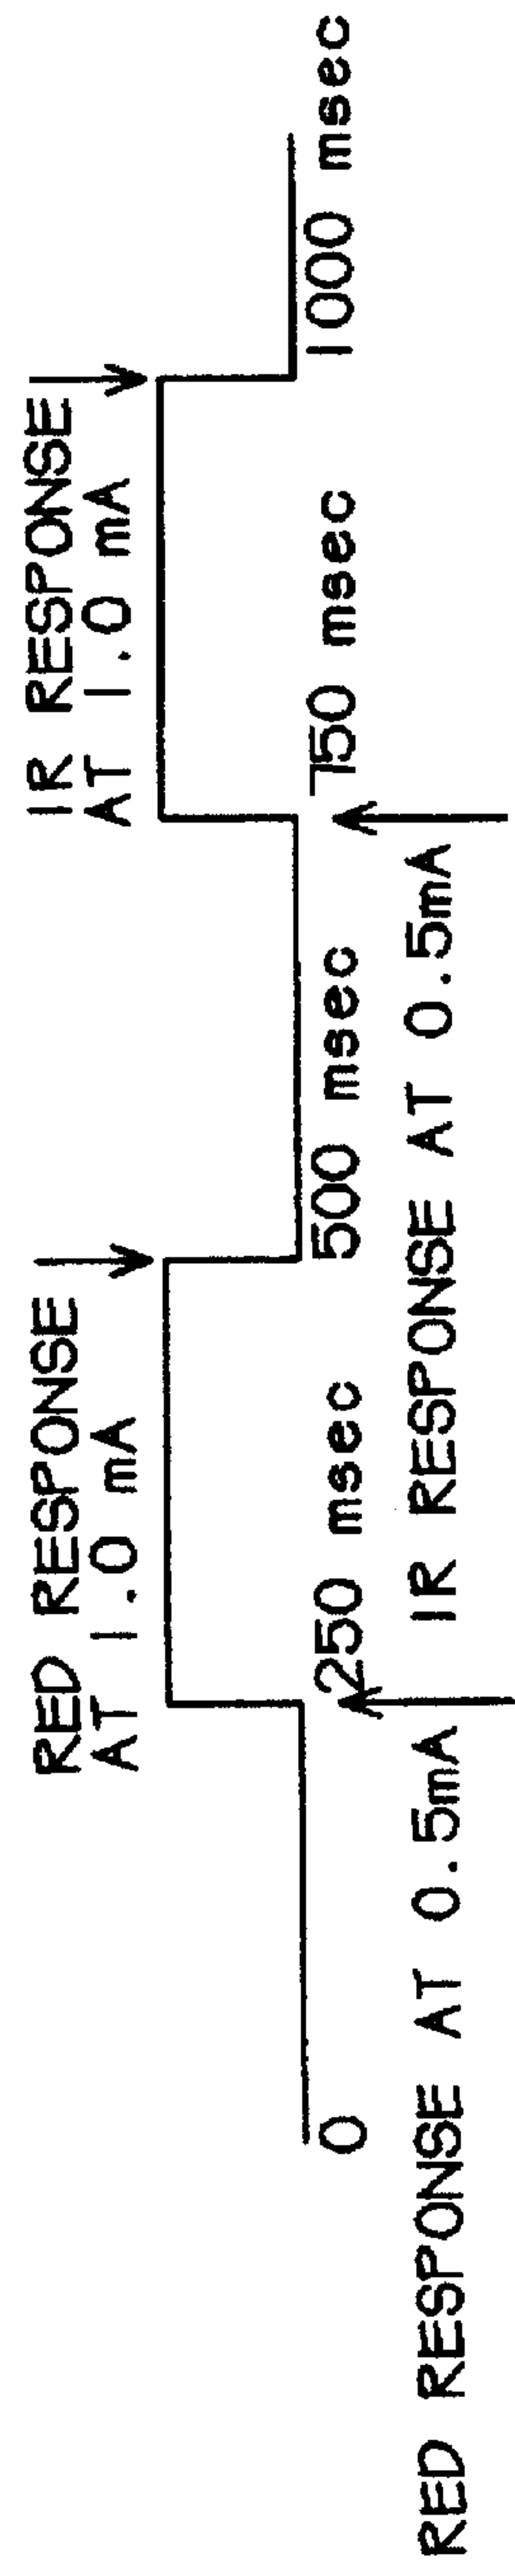 RED RESPONSE
AT 1.0 mA
IR RESPONSE
AT 1.0 mA
0
250 msec
500 msec
750 msec
1000 msec
RED RESPONSE AT 0.5mA
IR RESPONSE AT 0.5mA